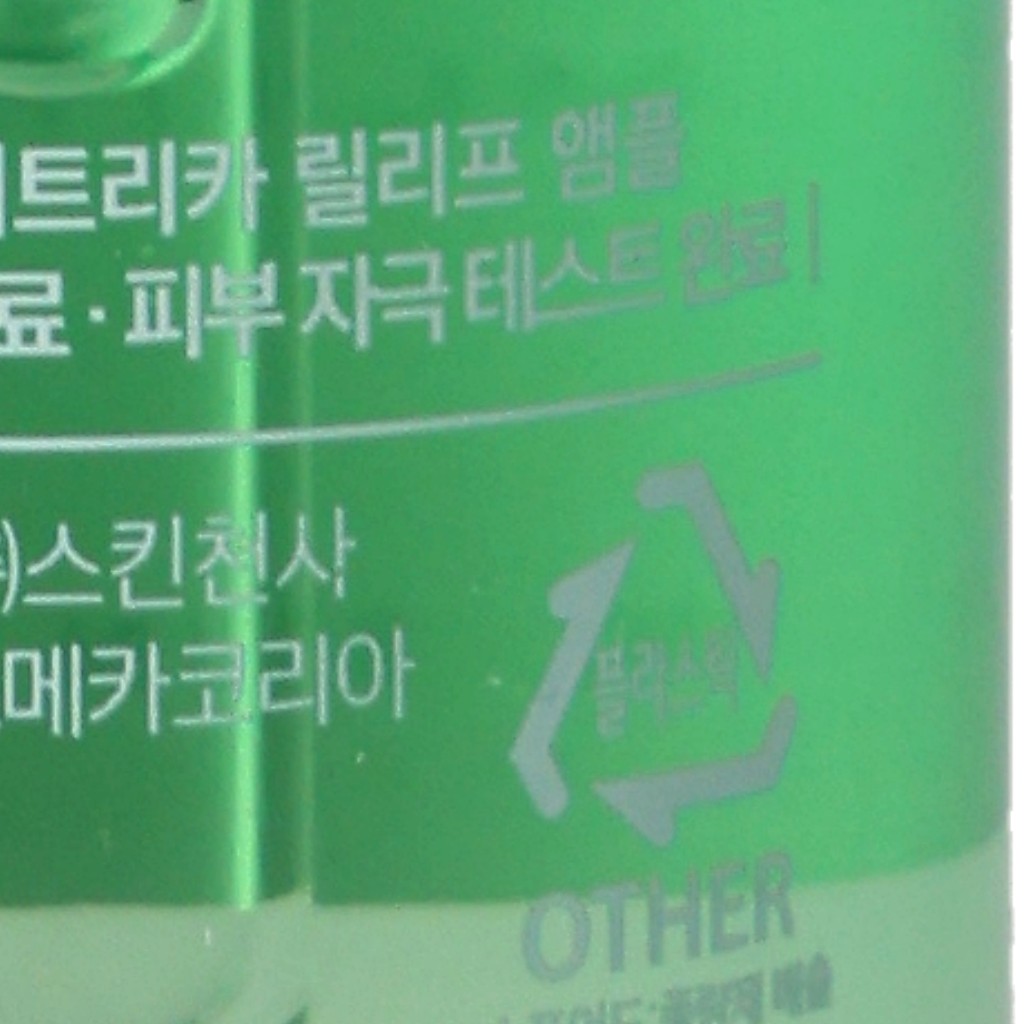 트리카 릴리프 앰플
료·피부 자극 테스트 완료|
)스킨천사
메카코리아
플라스틱
OTHER